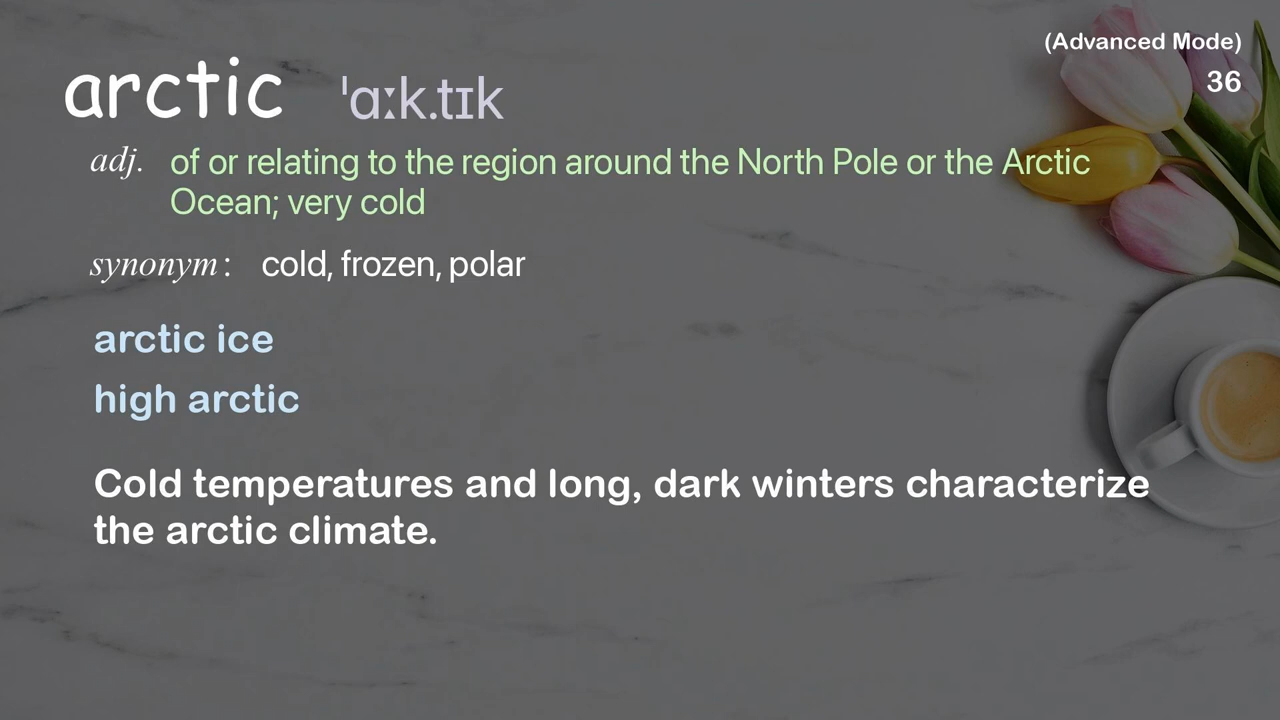 (Advanced Mode)
36
arctic ˈɑːk.tɪk
adj. of or relating to the region around the North Pole or the Arctic
Ocean; very cold
synonym: cold, frozen, polar
arctic ice
high arctic
Cold temperatures and long, dark winters characterize
the arctic climate.